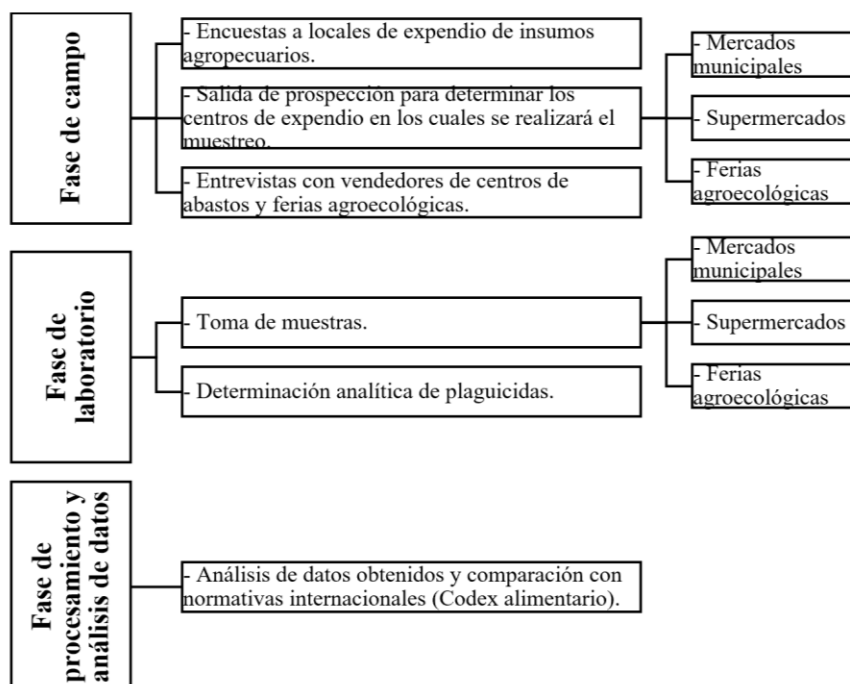 Fase de campo
- Encuestas a locales de expendio de insumos
agropecuarios.
- Salida de prospección para determinar los
centros de expendio en los cuales se realizará el
muestreo.
- Entrevistas con vendedores de centros de
abastos y ferias agroecológicas.
- Mercados
municipales
- Supermercados
- Ferias
agroecológicas
Fase de
laboratorio
- Toma de muestras.
- Determinación analítica de plaguicidas.
- Mercados
municipales
- Supermercados
- Ferias
agroecológicas
Fase de
procesamiento y
análisis de datos
- Análisis de datos obtenidos y comparación con
normativas internacionales (Codex alimentario).